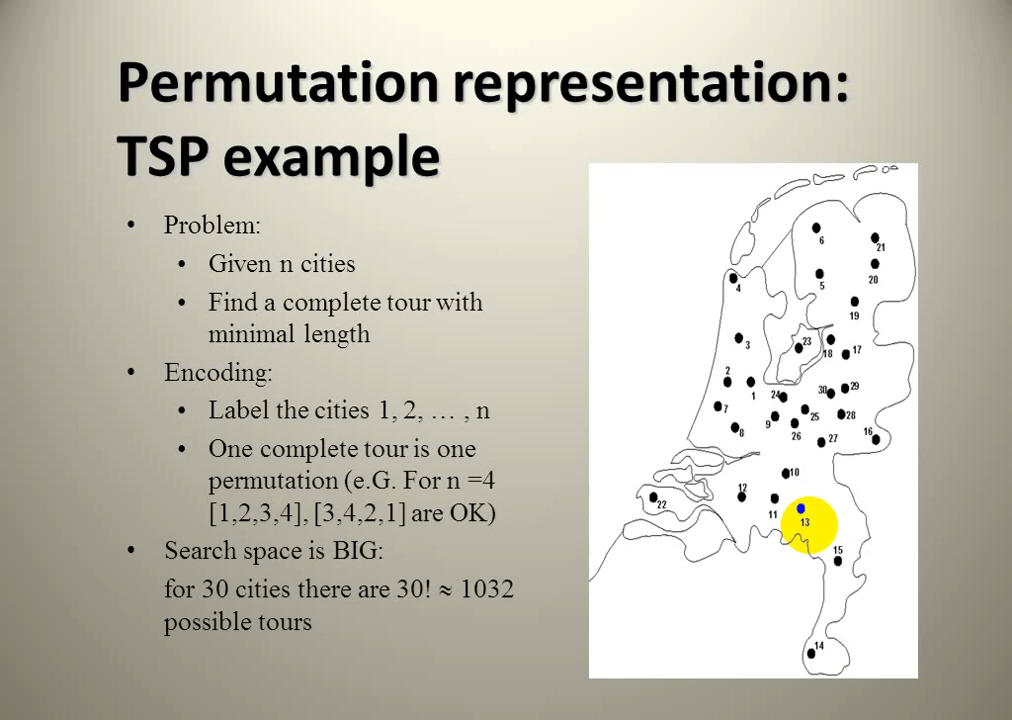 Permutation representation:
TSP example
• Problem:
• Given n cities
• Find a complete tour with
minimal length
• Encoding:
• Label the cities 1, 2, … , n
• One complete tour is one
permutation (e.G. For n =4
[1,2,3,4], [3,4,2,1] are OK)
• Search space is BIG:
for 30 cities there are 30! ≈ 1032
possible tours
6
21
20
5
4
19
3
23
18
17
2
1
24
30
29
7
9
25
28
8
26
27
16
10
12
22
11
13
15
14